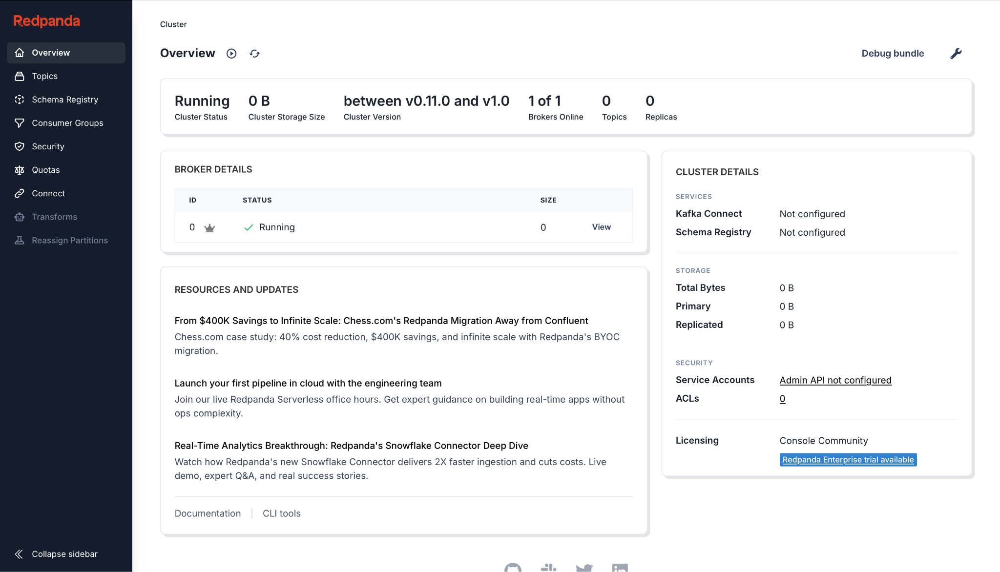 Redpanda
Overview
Topics
Schema Registry
Consumer Groups
Security
Quotas
Connect
Transforms
Reassign Partitions
Collapse sidebar
Cluster
Overview
Debug bundle
Running
Cluster Status
0 B
Cluster Storage Size
between v0.11.0 and v1.0
Cluster Version
1 of 1
Brokers Online
0
Topics
0
Replicas
BROKER DETAILS
ID STATUS SIZE
0 Running 0 View
RESOURCES AND UPDATES
From $400K Savings to Infinite Scale: Chess.com's Redpanda Migration Away from Confluent
Chess.com case study: 40% cost reduction, $400K savings, and infinite scale with Redpanda's BYOC
migration.
Launch your first pipeline in cloud with the engineering team
Join our live Redpanda Serverless office hours. Get expert guidance on building real-time apps without
ops complexity.
Real-Time Analytics Breakthrough: Redpanda's Snowflake Connector Deep Dive
Watch how Redpanda's new Snowflake Connector delivers 2X faster ingestion and cuts costs. Live
demo, expert Q&A, and real success stories.
Documentation
CLI tools
CLUSTER DETAILS
SERVICES
Kafka Connect Not configured
Schema Registry Not configured
STORAGE
Total Bytes 0 B
Primary 0 B
Replicated 0 B
SECURITY
Service Accounts Admin API not configured
ACLs 0
Licensing Console Community
Redpanda Enterprise trial available